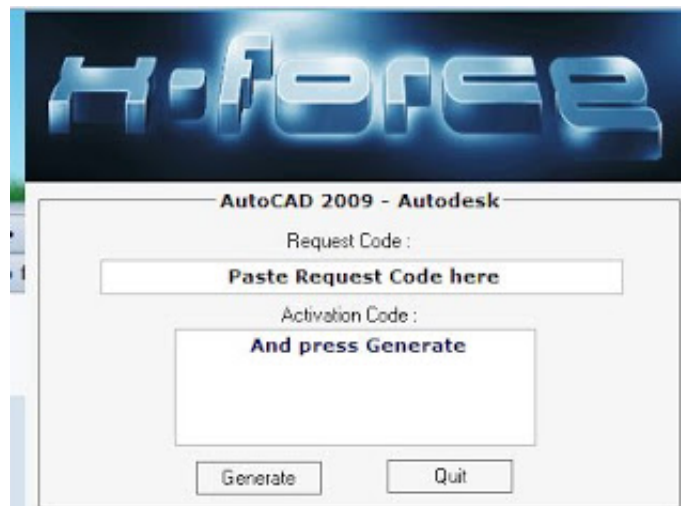 X-FORCE
AutoCAD 2009 - Autodesk
Request Code :
Paste Request Code here
Activation Code :
And press Generate
Generate
Quit